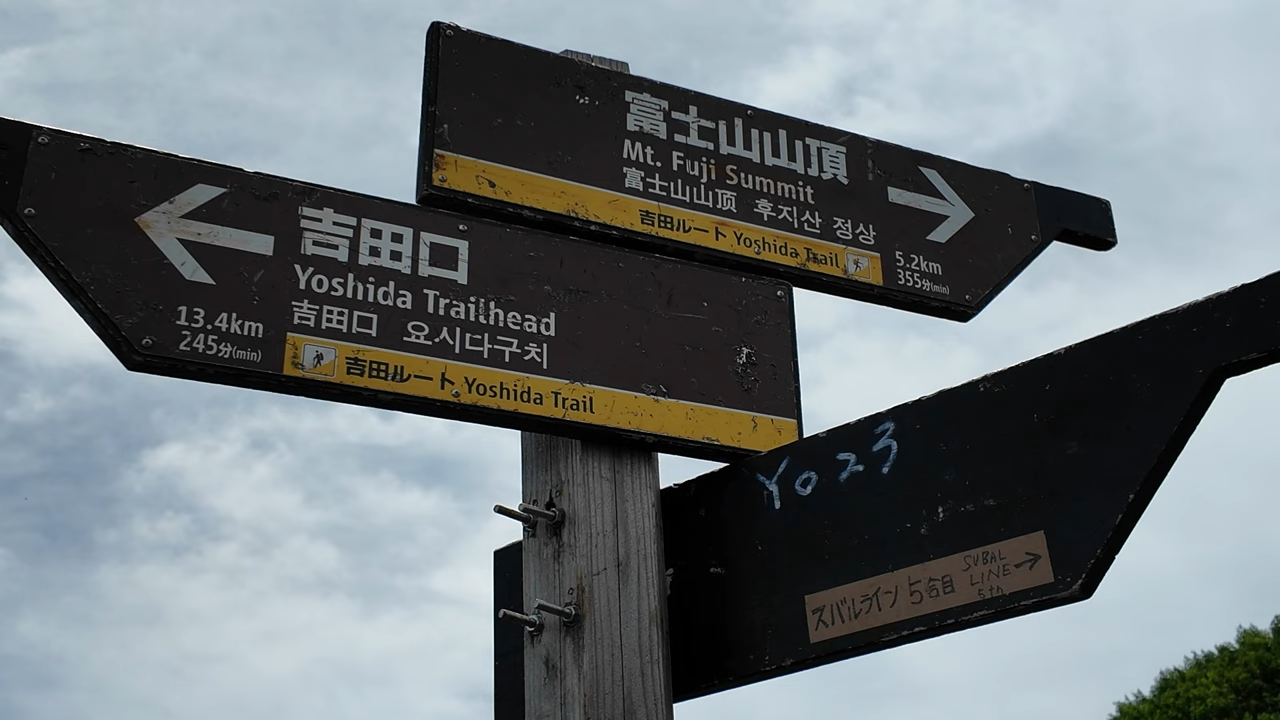 富士山山頂
Mt. Fuji Summit
富士山山顶 후지산 정상
吉田ルート Yoshida Trail
5.2km
355分(min)
吉田口
Yoshida Trailhead
吉田口 요시다구치
13.4km
245分(min)
吉田ルート Yoshida Trail
Yo23
スバルライン 5合目
SUBAL
LINE
5th